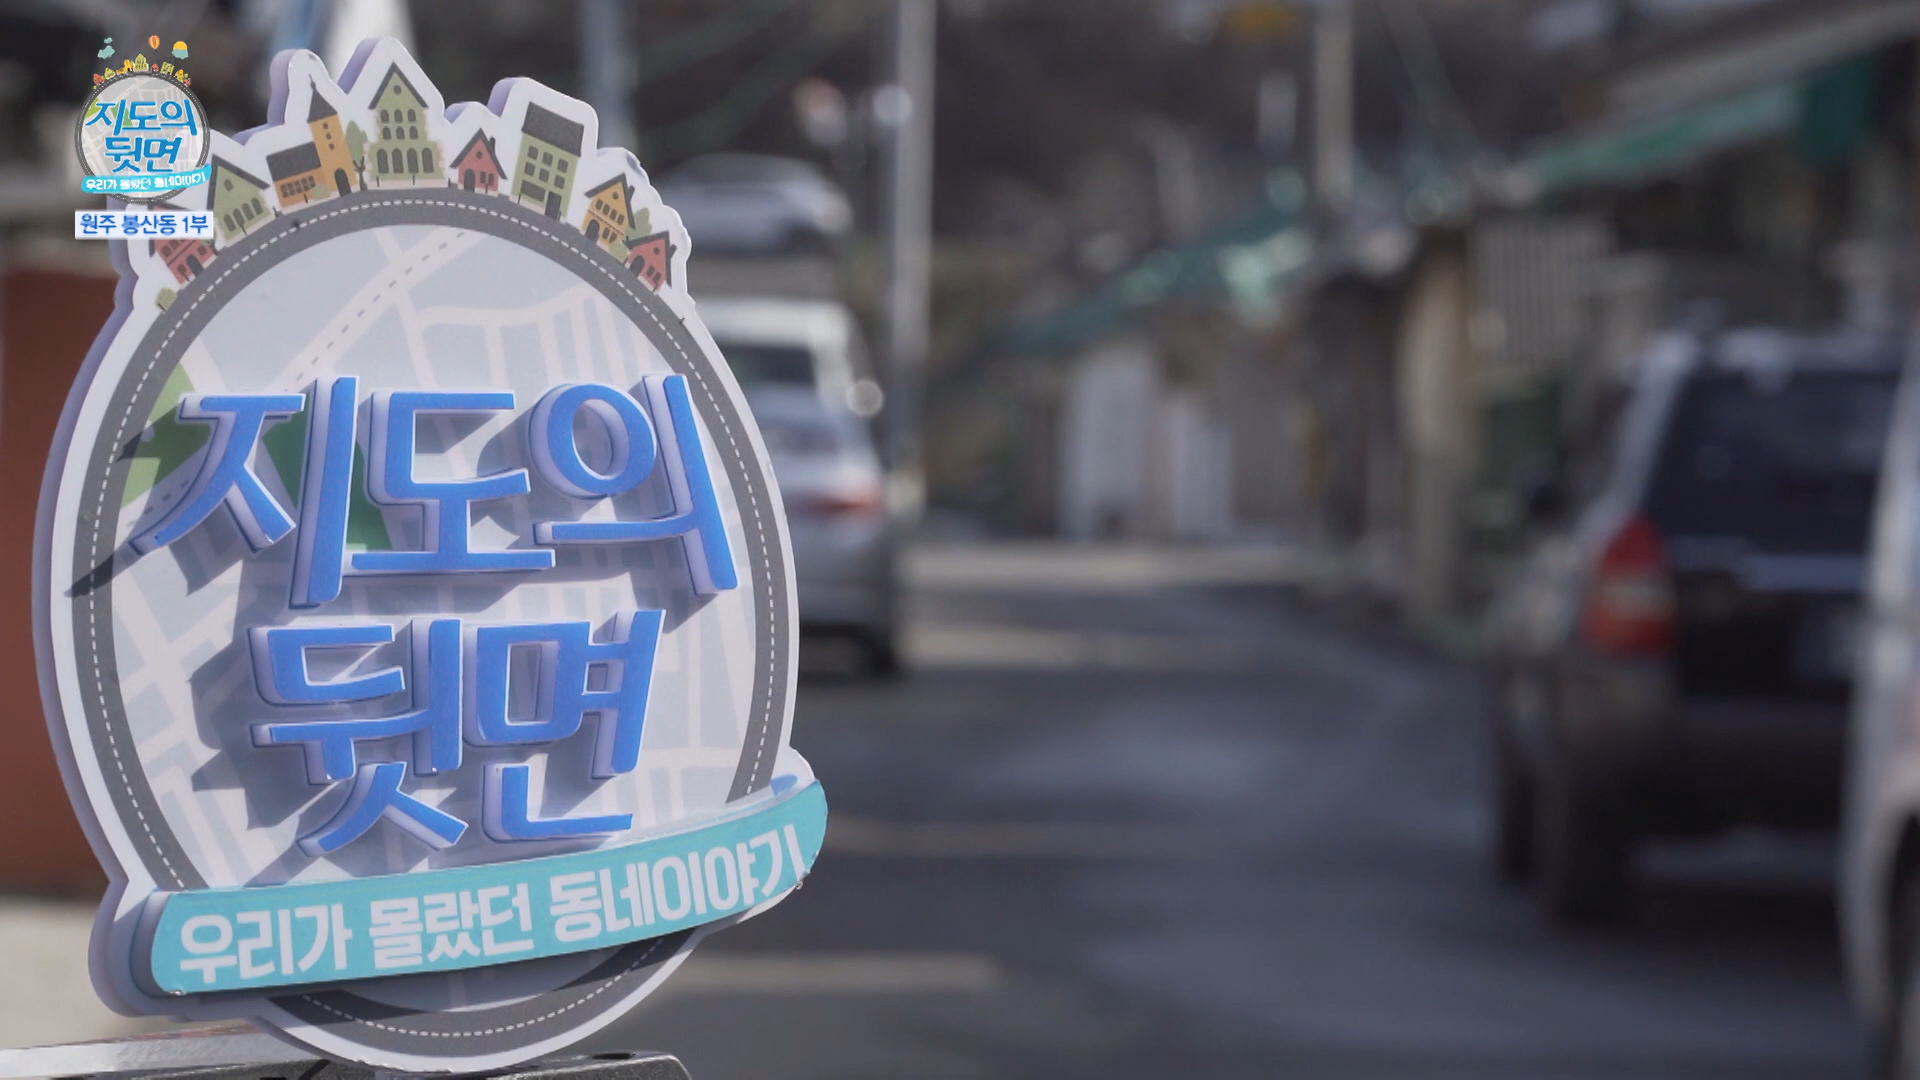 지도의
뒷면
우리가 몰랐던 동네이야기
원주 봉산동 1부
지도의
뒷면
우리가 몰랐던 동네이야기